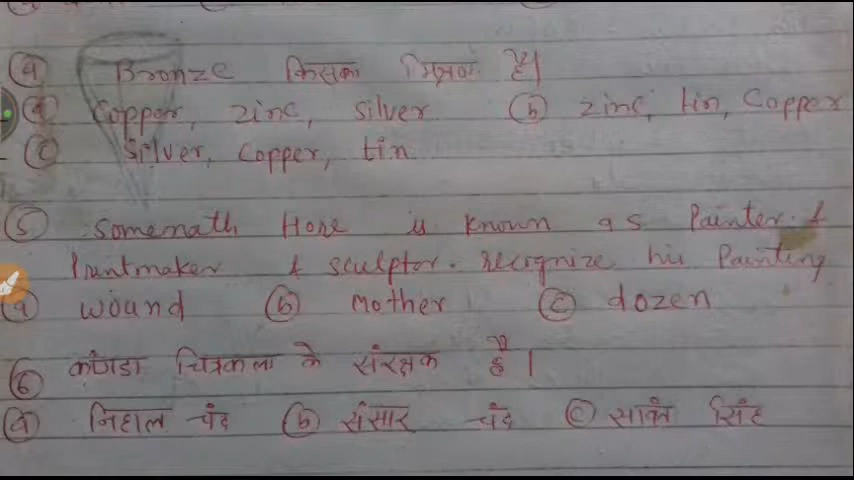 ④ Bronze किसका मिश्रण है।
ⓐ Copper, zinc, silver ⓑ zinc, tin, Copper
ⓒ Silver, copper, tin
⑤ Somenath Hore is known as Painter &
Printmaker & sculptor. recognize his Painting
ⓐ wound ⓑ Mother ⓒ dozen
⑥ कांगडा चित्रकला के संरक्षक है।
ⓐ निहाल चंद ⓑ संसार चंद ⓒ सावंत सिंह